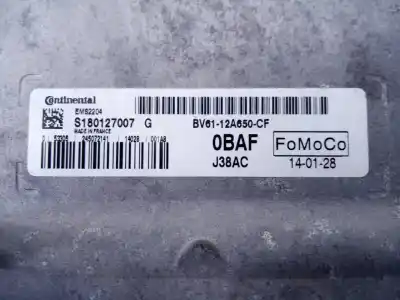 Continental
EMS2204
S180127007 G
MADE IN FRANCE
BV61-12A650-CF
0BAF
FoMoCo
J38AC
14-01-28